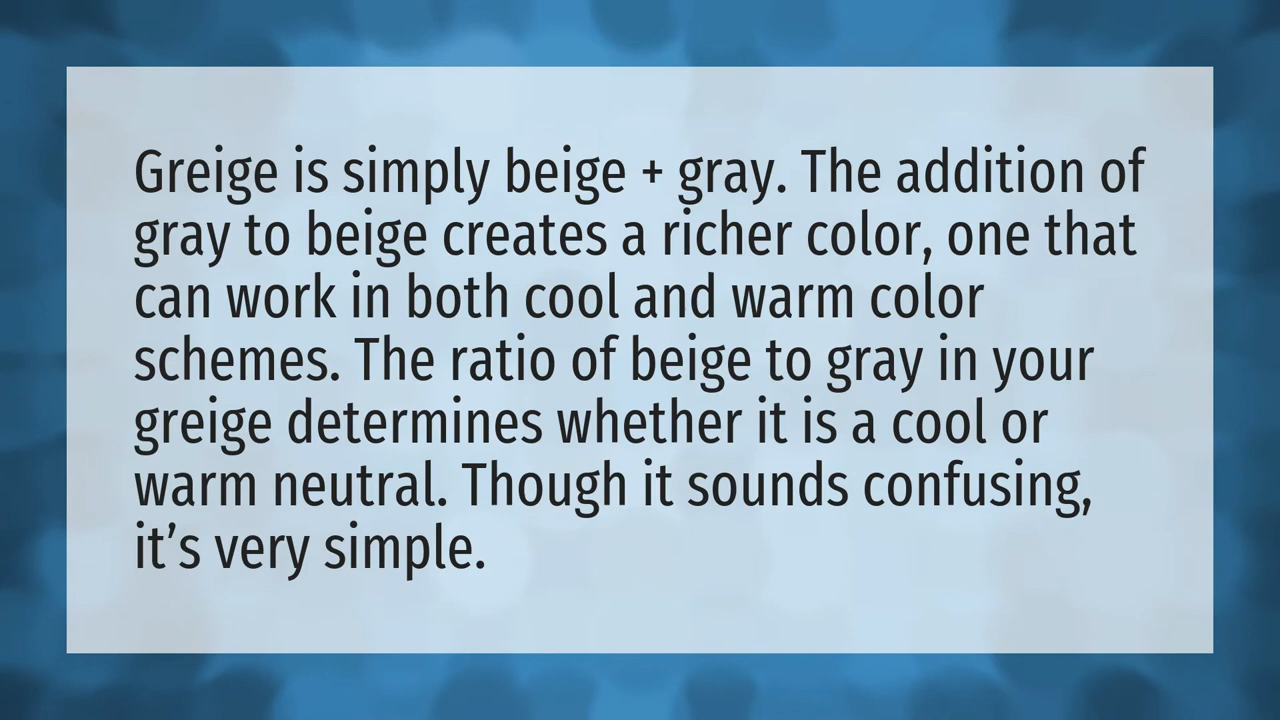 Greige is simply beige + gray. The addition of
gray to beige creates a richer color, one that
can work in both cool and warm color
schemes. The ratio of beige to gray in your
greige determines whether it is a cool or
warm neutral. Though it sounds confusing,
it’s very simple.